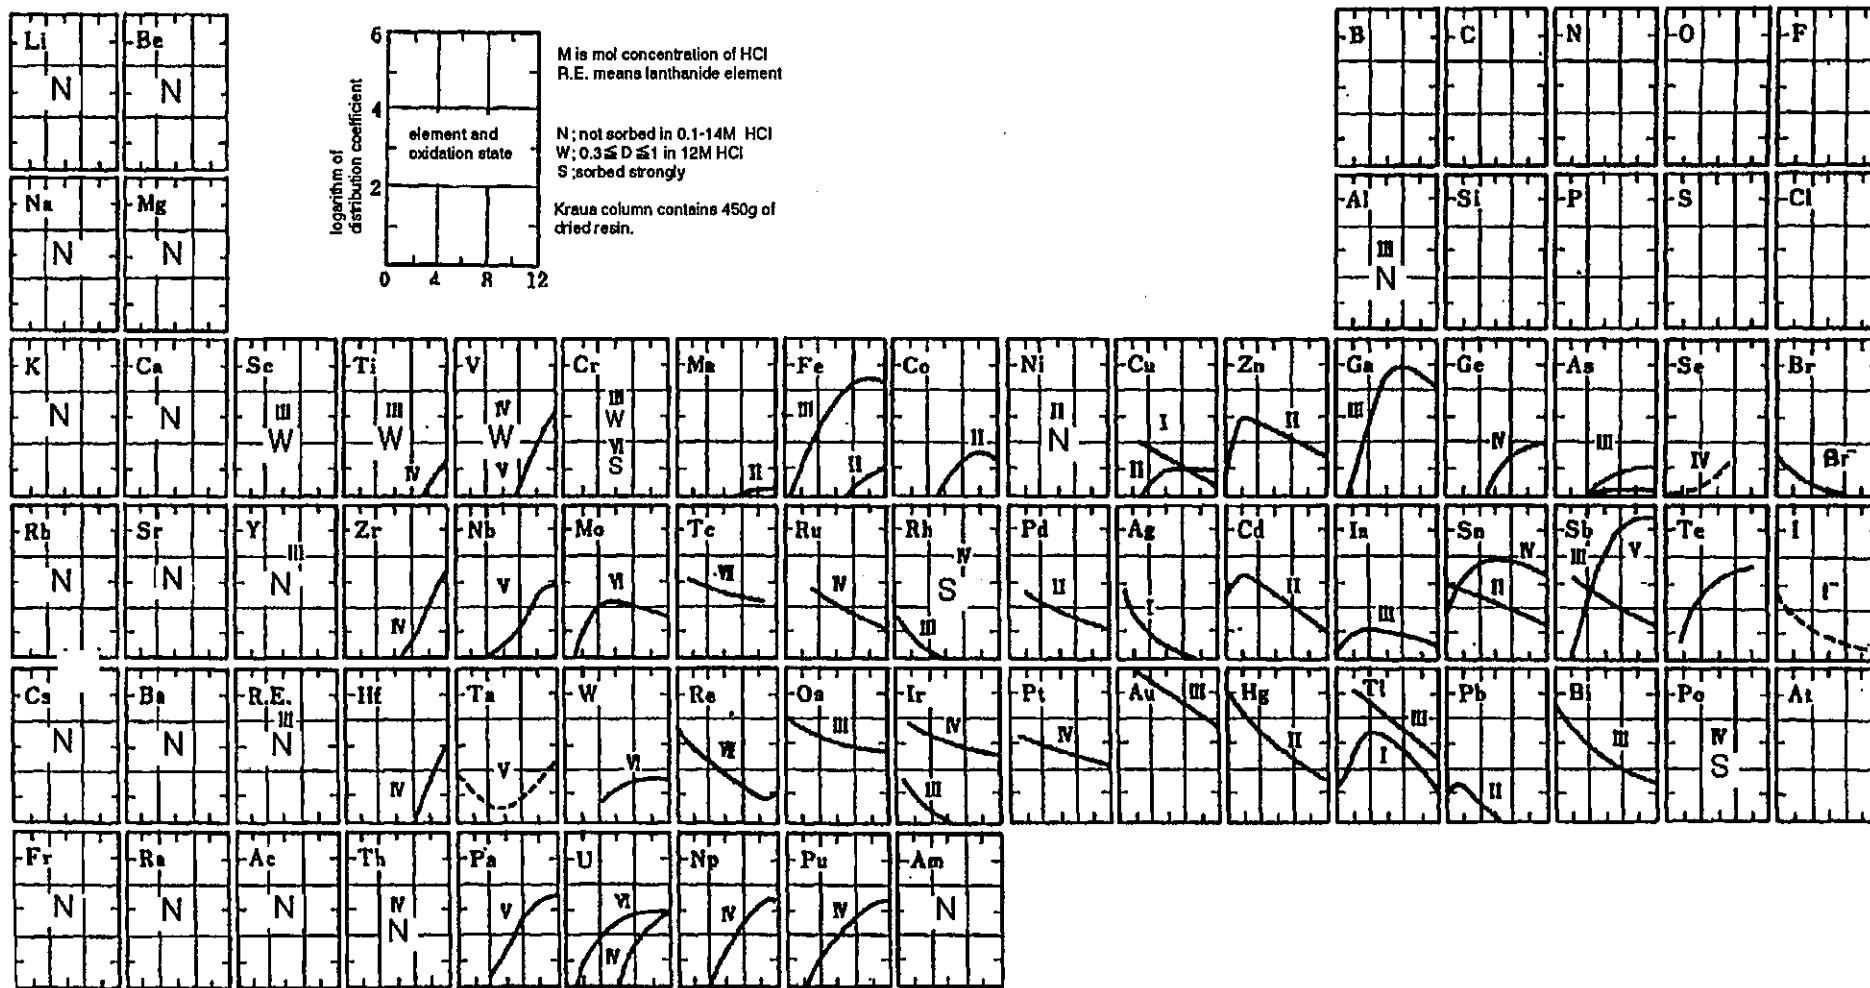 Li
N
Be
N
6
4
2
0 4 8 12
logarithm of
distribution coefficient
element and
oxidation state
M is mol concentration of HCl
R.E. means lanthanide element
N ; not sorbed in 0.1-14M HCl
W ; 0.3≦D≦1 in 12M HCl
S ;sorbed strongly
Kraus column contains 450g of
dried resin.
B
C
N
O
F
Na
N
Mg
N
Al
III
N
Si
P
S
Cl
K
N
Ca
N
Sc
III
W
Ti
III
W
IV
V
IV
W
V
Cr
III
W
VI
S
Mn
II
Fe
III
II
Co
II
Ni
II
N
Cu
I
II
Zn
II
Ga
III
Ge
IV
As
III
Se
IV
Br
Br-
Rb
N
Sr
N
Y
III
N
Zr
IV
Nb
V
Mo
VI
Tc
VII
Ru
IV
Rh
IV
S
III
Pd
II
Ag
I
Cd
II
In
III
Sn
IV
II
Sb
III
V
Te
I
I-
Cs
N
Ba
N
R.E.
III
N
Hf
IV
Ta
V
W
VI
Re
VII
Os
III
Ir
IV
III
Pt
IV
Au
III
Hg
II
Tl
III
I
Pb
II
Bi
III
Po
IV
S
At
Fr
N
Ra
N
Ac
N
Th
IV
N
Pa
V
U
VI
IV
Np
IV
Pu
IV
Am
N